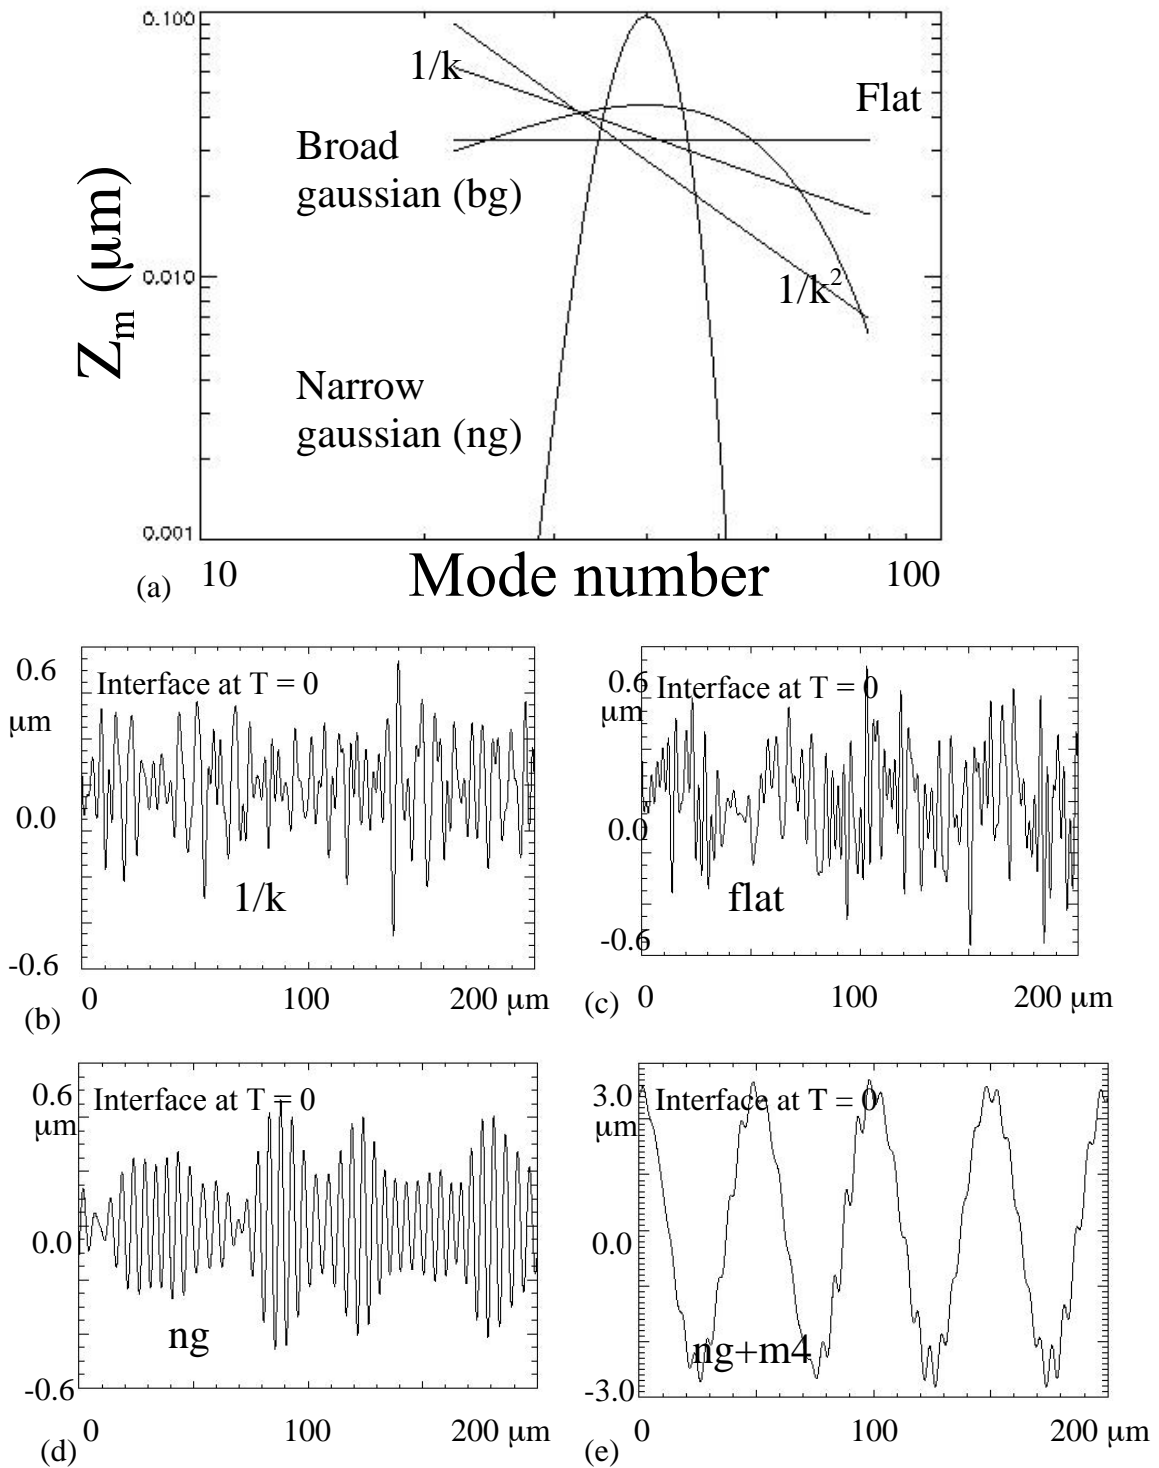 0.100
1/k
Flat
Broad
gaussian (bg)
Z_m (μm)
0.010
1/k²
Narrow
gaussian (ng)
0.001
10
Mode number
100
(a)
0.6
Interface at T = 0
μm
0.0
1/k
-0.6
0
100
200 μm
(b)
0.6
Interface at T = 0
μm
0.0
flat
-0.6
0
100
200 μm
(c)
0.6
Interface at T = 0
μm
0.0
ng
-0.6
0
100
200 μm
(d)
3.0
Interface at T = 0
μm
0.0
ng+m4
-3.0
0
100
200 μm
(e)